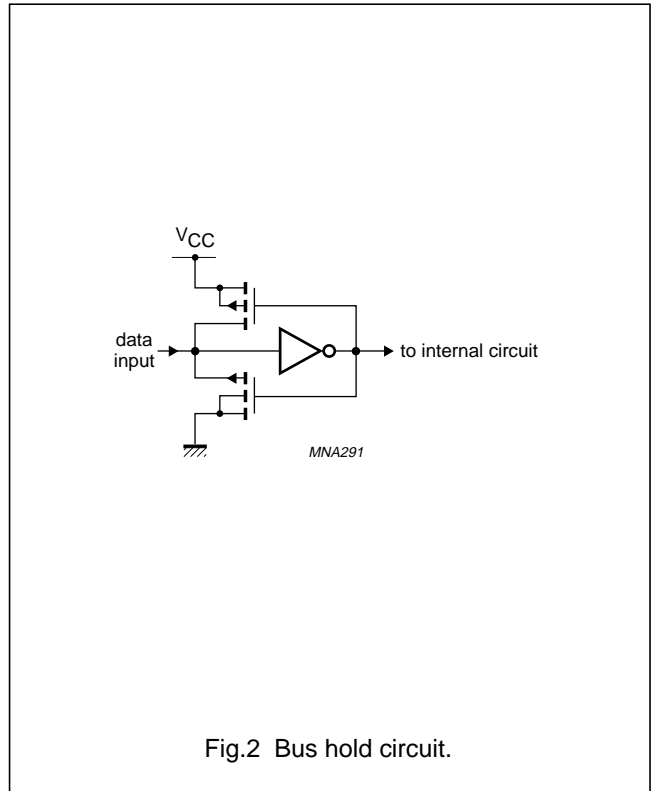 VCC
data
input
to internal circuit
MNA291
Fig.2 Bus hold circuit.